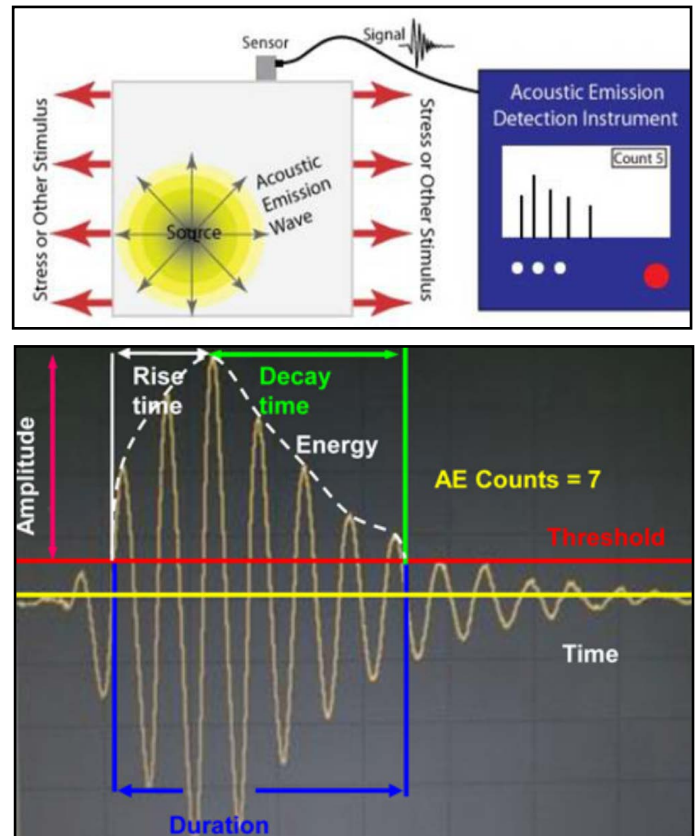 Sensor
Signal
Stress or Other Stimulus
Acoustic
Emission
Wave
Source
Stress or Other Stimulus
Acoustic Emission
Detection Instrument
Count 5
Rise
time
Decay
time
Amplitude
Energy
AE Counts = 7
Threshold
Time
Duration